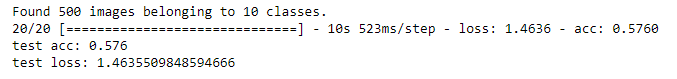 Found 500 images belonging to 10 classes.
20/20 [==============================] - 10s 523ms/step - loss: 1.4636 - acc: 0.5760
test acc: 0.576
test loss: 1.4635509848594666